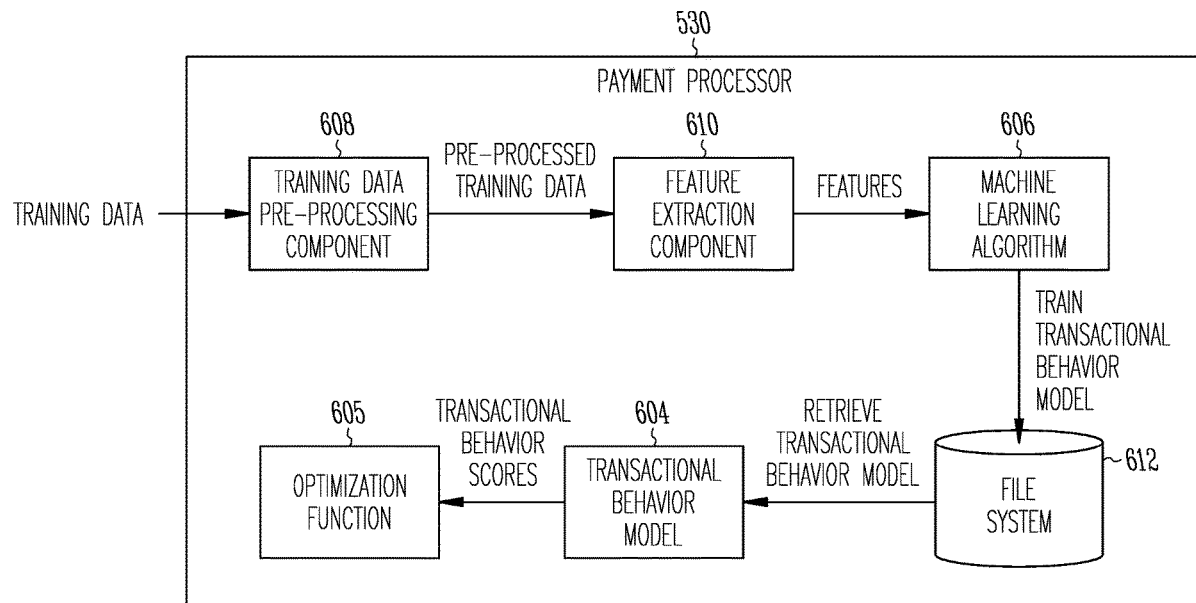 530
PAYMENT PROCESSOR
608
TRAINING DATA
PRE-PROCESSING
COMPONENT
PRE-PROCESSED
TRAINING DATA
610
FEATURE
EXTRACTION
COMPONENT
FEATURES
606
MACHINE
LEARNING
ALGORITHM
TRAINING DATA
TRAIN
TRANSACTIONAL
BEHAVIOR
MODEL
605
OPTIMIZATION
FUNCTION
TRANSACTIONAL
BEHAVIOR
SCORES
604
TRANSACTIONAL
BEHAVIOR
MODEL
RETRIEVE
TRANSACTIONAL
BEHAVIOR MODEL
612
FILE
SYSTEM